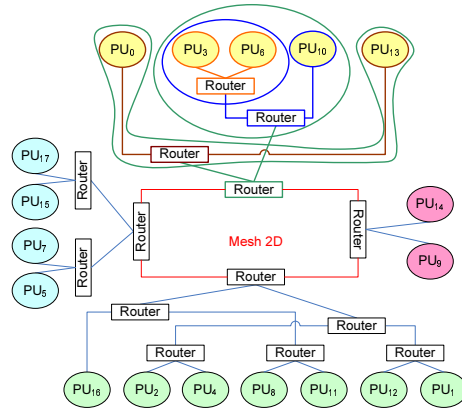 PU0
PU3
PU6
PU10
PU13
Router
Router
Router
PU17
Router
PU15
Router
PU14
Router
Mesh 2D
Router
PU7
Router
PU9
PU5
Router
Router
Router
Router
Router
Router
PU16
PU2
PU4
PU8
PU11
PU12
PU1